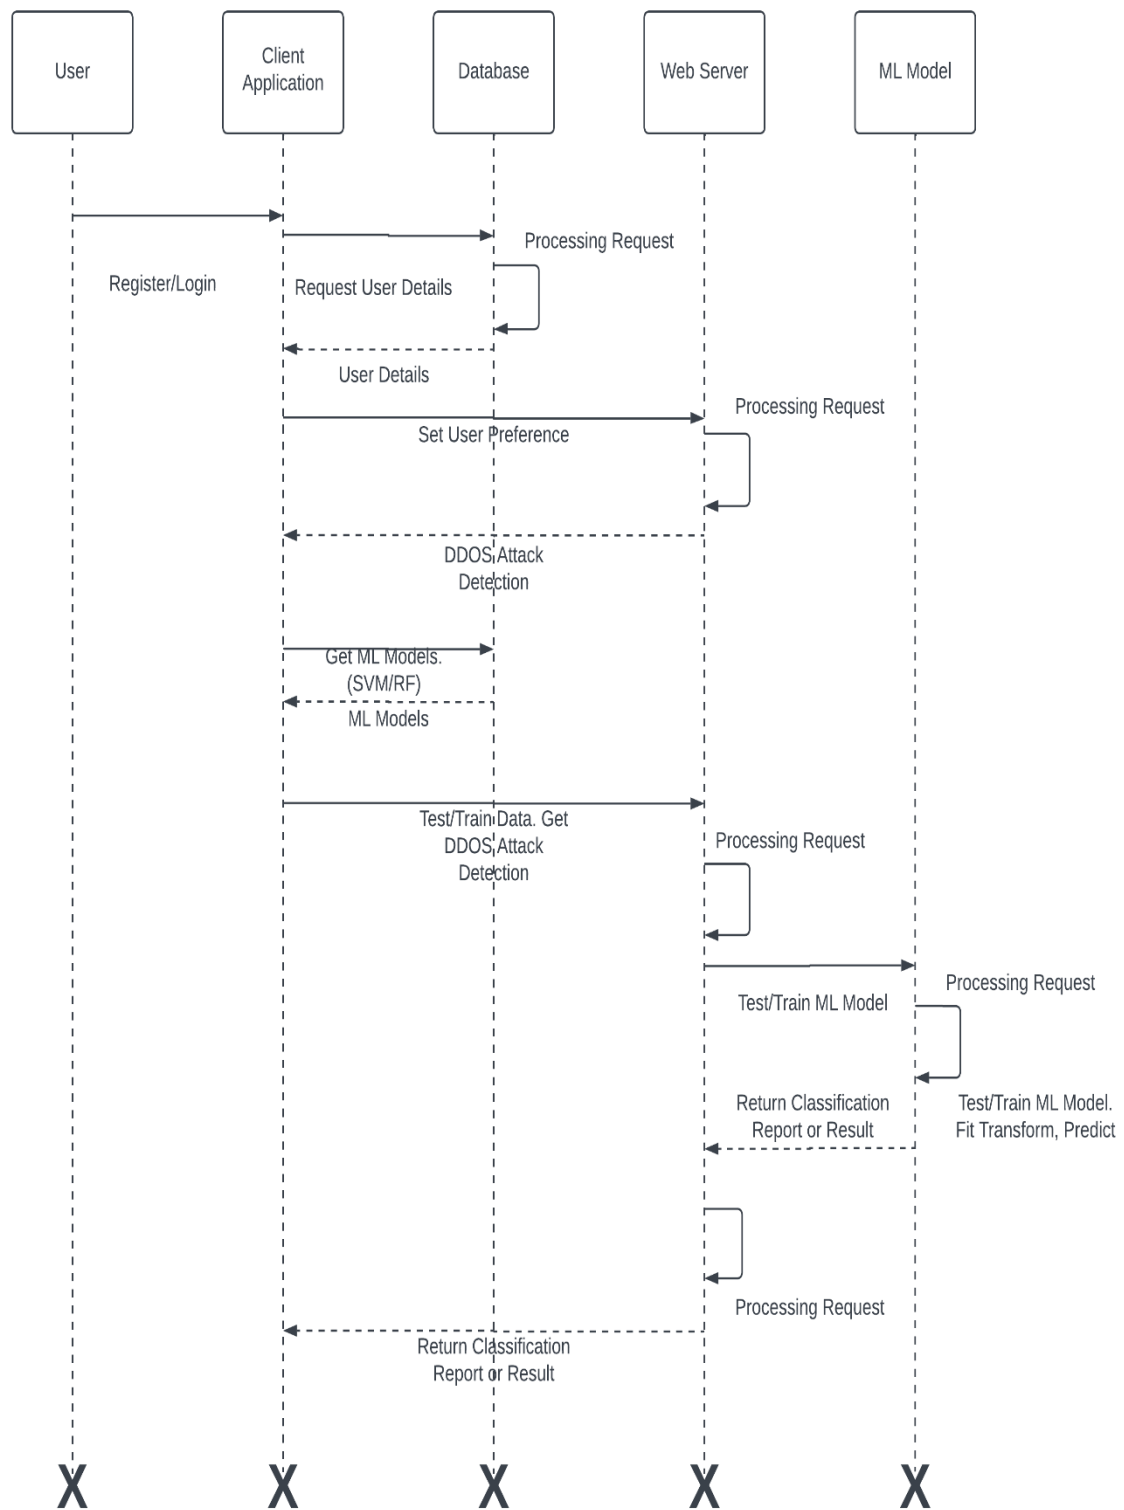 User
Client
Application
Database
Web Server
ML Model
Processing Request
Register/Login
Request User Details
User Details
Processing Request
Set User Preference
DDOS Attack
Detection
Get ML Models.
(SVM/RF)
ML Models
Test/Train Data. Get
DDOS Attack
Detection
Processing Request
Processing Request
Test/Train ML Model
Return Classification
Report or Result
Test/Train ML Model.
Fit Transform, Predict
Processing Request
Return Classification
Report or Result